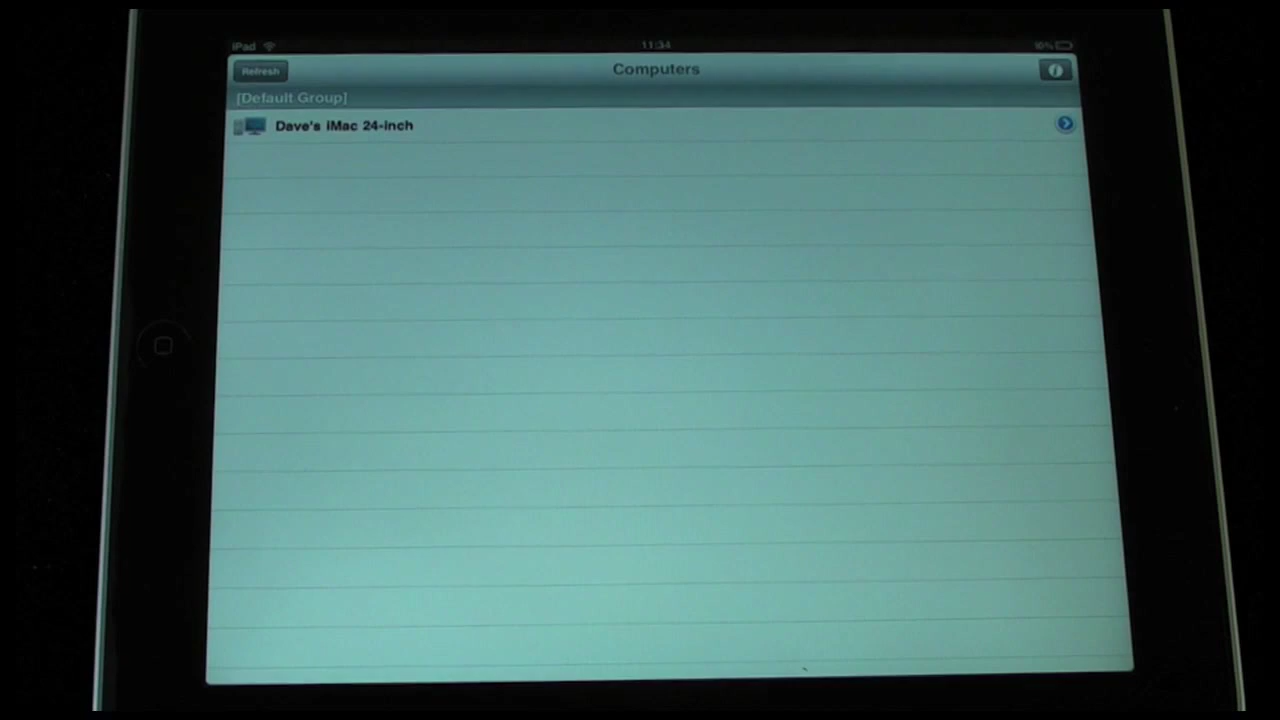 iPad 11:34
Refresh Computers
[Default Group]
Dave's iMac 24-inch